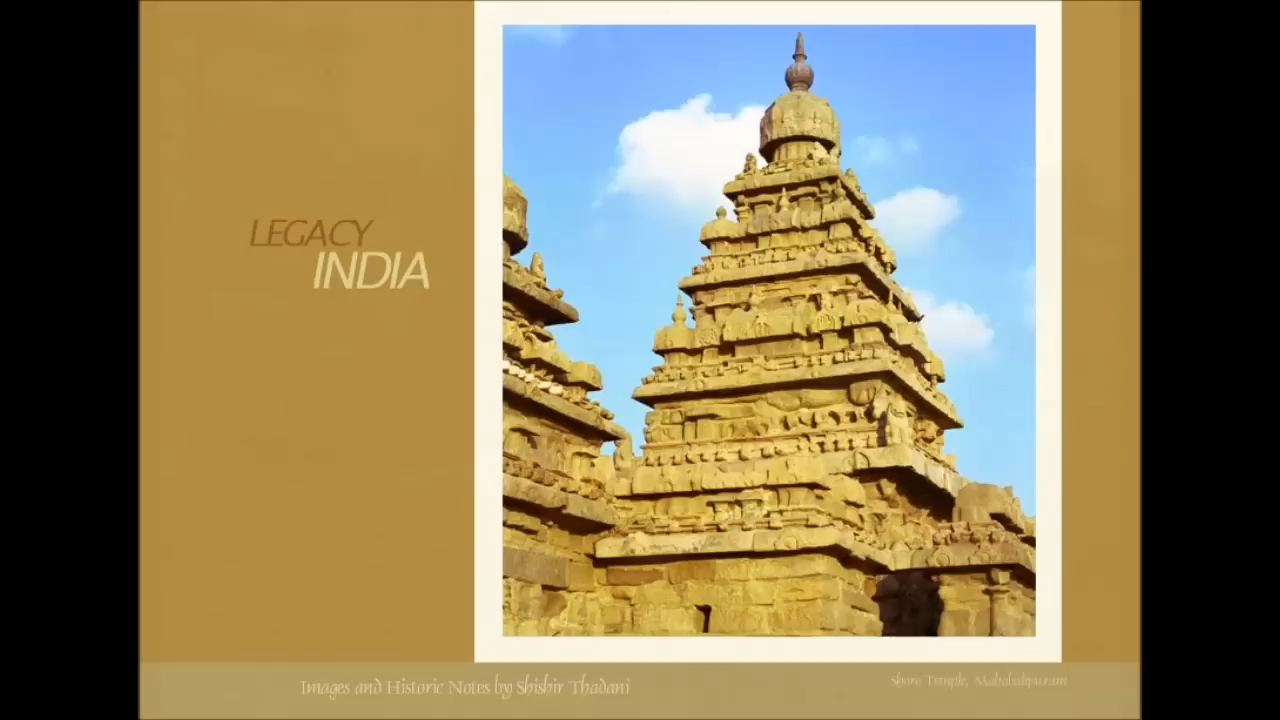 LEGACY
INDIA
Images and Historic Notes by Shishir Thadani
Shore Temple, Mahabalipuram